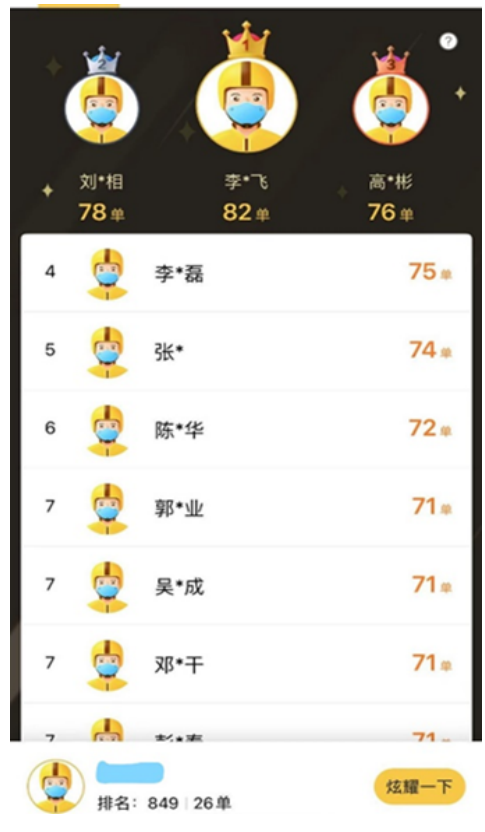 ?
2
1
3
刘*相
李*飞
高*彬
78单
82单
76单
4 李*磊 75单
5 张* 74单
6 陈*华 72单
7 郭*业 71单
7 吴*成 71单
7 邓*干 71单
7 71
排名：849 26单
炫耀一下